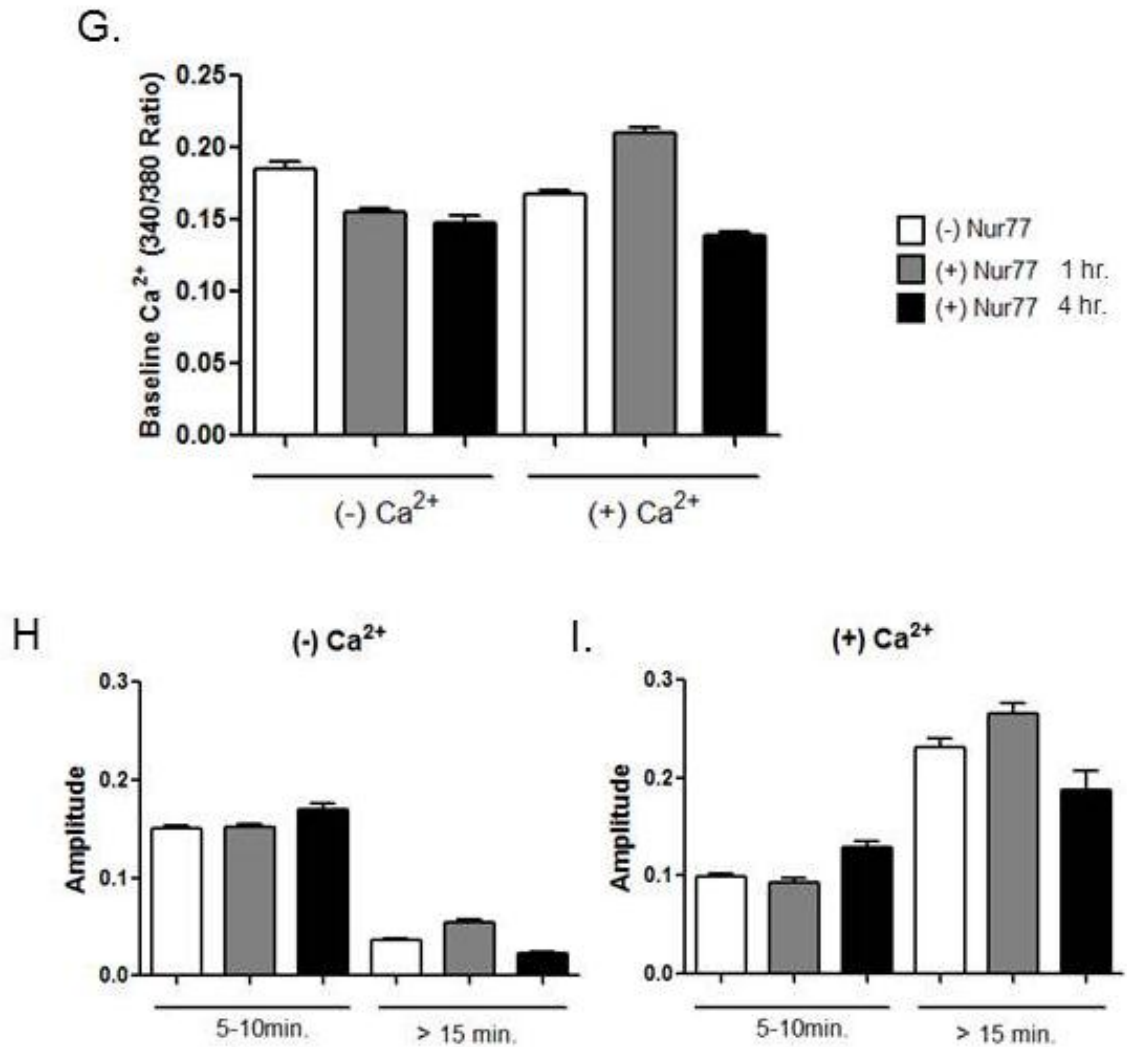 G.
Baseline Ca²⁺ (340/380 Ratio)
0.25
0.20
0.15
0.10
0.05
0.00
(-) Ca²⁺
(+) Ca²⁺
(-) Nur77
(+) Nur77 1 hr.
(+) Nur77 4 hr.
H
(-) Ca²⁺
Amplitude
0.3
0.2
0.1
0.0
5-10min.
> 15 min.
I.
(+) Ca²⁺
Amplitude
0.3
0.2
0.1
0.0
5-10min.
> 15 min.